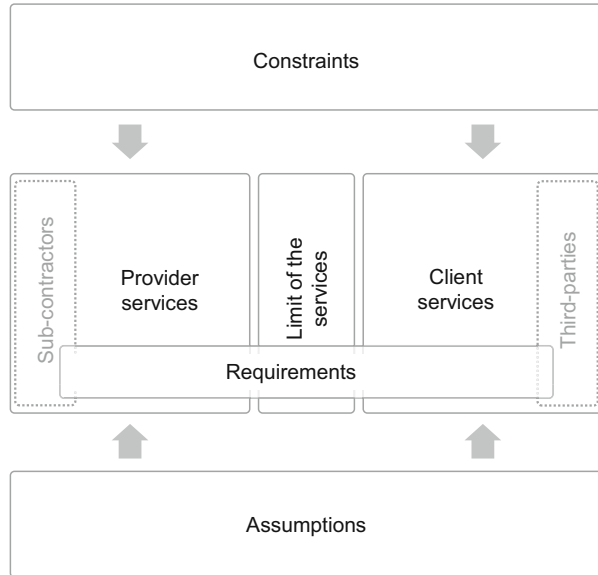 Constraints
Sub-contractors
Provider
services
Limit of the
services
Client
services
Third-parties
Requirements
Assumptions